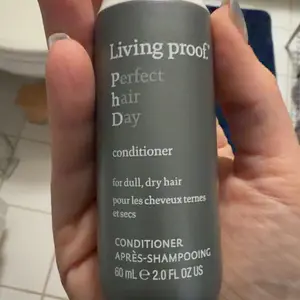 Living proof.
Perfect
hair
Day
conditioner
for dull, dry hair
pour les cheveux ternes
et secs
CONDITIONER
APRÈS-SHAMPOOING
60 mL ℮ 2.0 FL OZ US